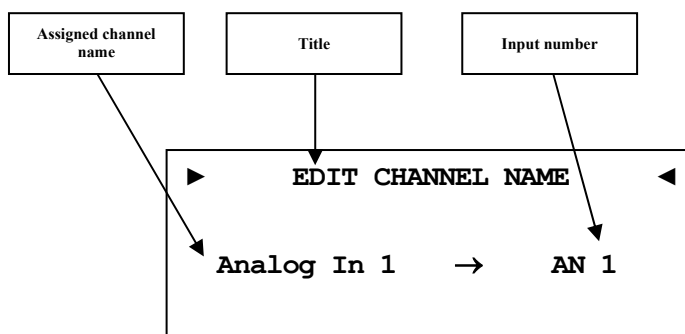 Assigned channel
name
Title
Input number
► EDIT CHANNEL NAME ◄
Analog In 1 → AN 1